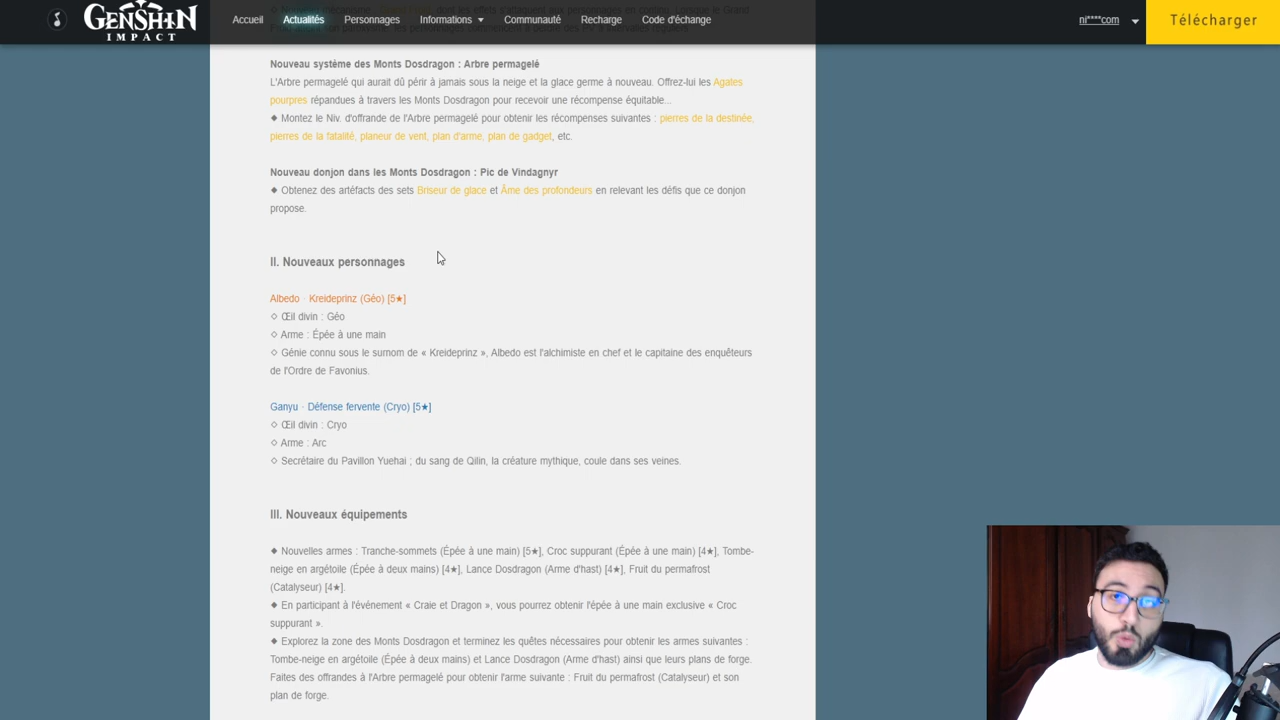 GENSHIN
IMPACT
Accueil
Actualités
Personnages
Informations
Communauté
Recharge
Code d'échange
ni****com
Télécharger
Nouveau système des Monts Dosdragon : Arbre permagelé
L'Arbre permagelé qui aurait dû périr à jamais sous la neige et la glace germe à nouveau. Offrez-lui les Agates
pourpres répandues à travers les Monts Dosdragon pour recevoir une récompense équitable...
◆ Montez le Niv. d'offrande de l'Arbre permagelé pour obtenir les récompenses suivantes : pierres de la destinée,
pierres de la fatalité, planeur de vent, plan d'arme, plan de gadget, etc.
Nouveau donjon dans les Monts Dosdragon : Pic de Vindagnyr
◆ Obtenez des artéfacts des sets Briseur de glace et Âme des profondeurs en relevant les défis que ce donjon
propose.
II. Nouveaux personnages
Albedo · Kreideprinz (Géo) [5★]
◇ Œil divin : Géo
◇ Arme : Épée à une main
◇ Génie connu sous le surnom de « Kreideprinz », Albedo est l'alchimiste en chef et le capitaine des enquêteurs
de l'Ordre de Favonius.
Ganyu · Défense fervente (Cryo) [5★]
◇ Œil divin : Cryo
◇ Arme : Arc
◇ Secrétaire du Pavillon Yuehai ; du sang de Qilin, la créature mythique, coule dans ses veines.
III. Nouveaux équipements
◆ Nouvelles armes : Tranche-sommets (Épée à une main) [5★], Croc suppurant (Épée à une main) [4★], Tombe-
neige en argétoile (Épée à deux mains) [4★], Lance Dosdragon (Arme d'hast) [4★], Fruit du permafrost
(Catalyseur) [4★].
◆ En participant à l'événement « Craie et Dragon », vous pourrez obtenir l'épée à une main exclusive « Croc
suppurant ».
◆ Explorez la zone des Monts Dosdragon et terminez les quêtes nécessaires pour obtenir les armes suivantes :
Tombe-neige en argétoile (Épée à deux mains) et Lance Dosdragon (Arme d'hast) ainsi que leurs plans de forge.
Faites des offrandes à l'Arbre permagelé pour obtenir l'arme suivante : Fruit du permafrost (Catalyseur) et son
plan de forge.